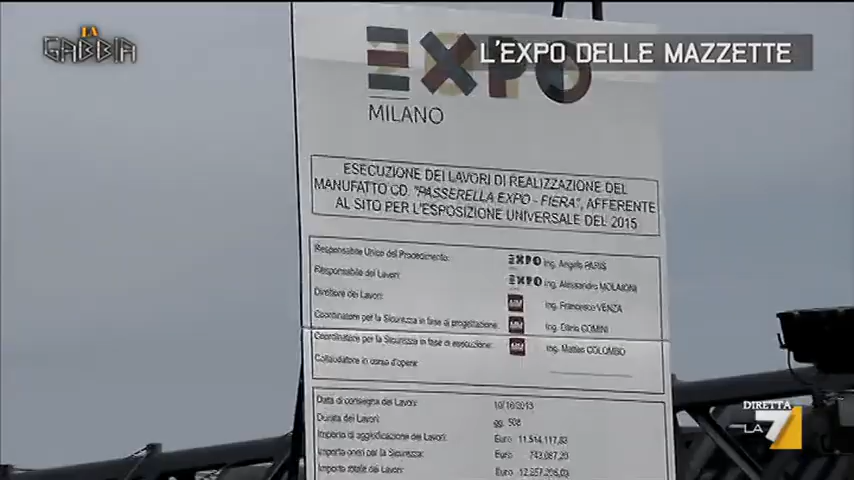 LA
GABBIA
L'EXPO DELLE MAZZETTE
EXPO
MILANO
ESECUZIONE DEI LAVORI DI REALIZZAZIONE DEL
MANUFATTO CD. "PASSERELLA EXPO - FIERA", AFFERENTE
AL SITO PER L'ESPOSIZIONE UNIVERSALE DEL 2015
Responsabile Unico del Procedimento: EXPO Ing. Angelo PARIS
Responsabile dei Lavori: EXPO Ing. Alessandro MOLAIONI
Direttore dei Lavori: Ing. Francesco VENZA
Coordinatore per la Sicurezza in fase di progettazione: Ing. Dario COMINI
Coordinatore per la Sicurezza in fase di esecuzione: Ing. Matteo COLOMBO
Collaudatore in corso d'opera:
Data di consegna dei Lavori: 10/16/2013
Durata dei Lavori: gg. 508
Importo di aggiudicazione dei Lavori: Euro 11.514.117,83
Importo oneri per la Sicurezza: Euro 743.087,20
Importo totale dei Lavori: Euro
DIRETTA
LA 7